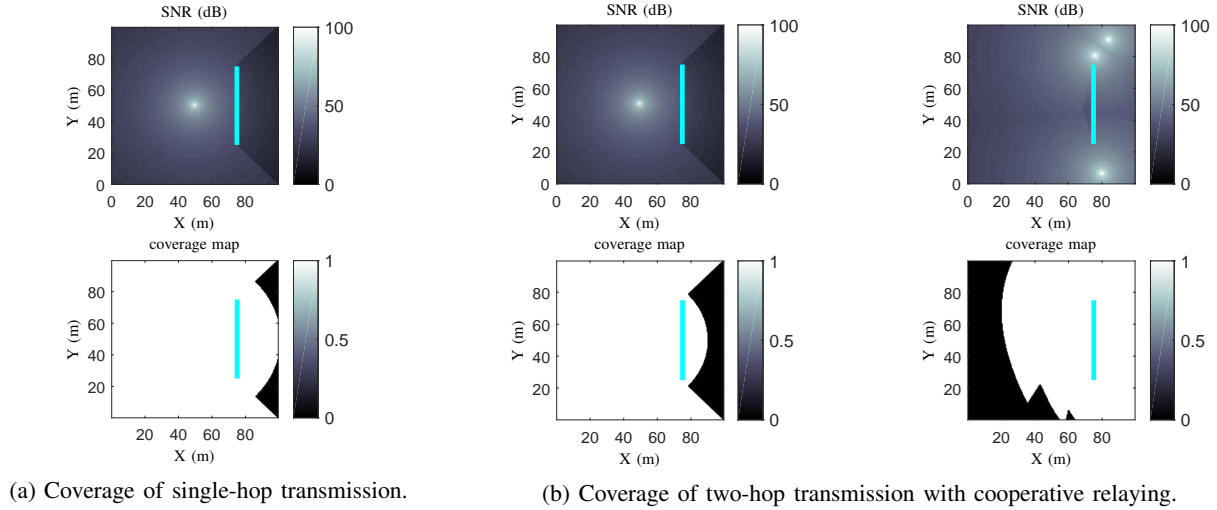 SNR (dB)
100
80
60
40
20
0
Y (m)
0 20 40 60 80
X (m)
100
50
0
SNR (dB)
80
60
40
20
0
Y (m)
0 20 40 60 80
X (m)
100
50
0
SNR (dB)
80
60
40
20
0
Y (m)
0 20 40 60 80
X (m)
100
50
0
coverage map
80
60
40
20
Y (m)
20 40 60 80
X (m)
1
0.5
0
coverage map
80
60
40
20
Y (m)
20 40 60 80
X (m)
1
0.5
0
coverage map
80
60
40
20
Y (m)
20 40 60 80
X (m)
1
0.5
0
(a) Coverage of single-hop transmission.
(b) Coverage of two-hop transmission with cooperative relaying.